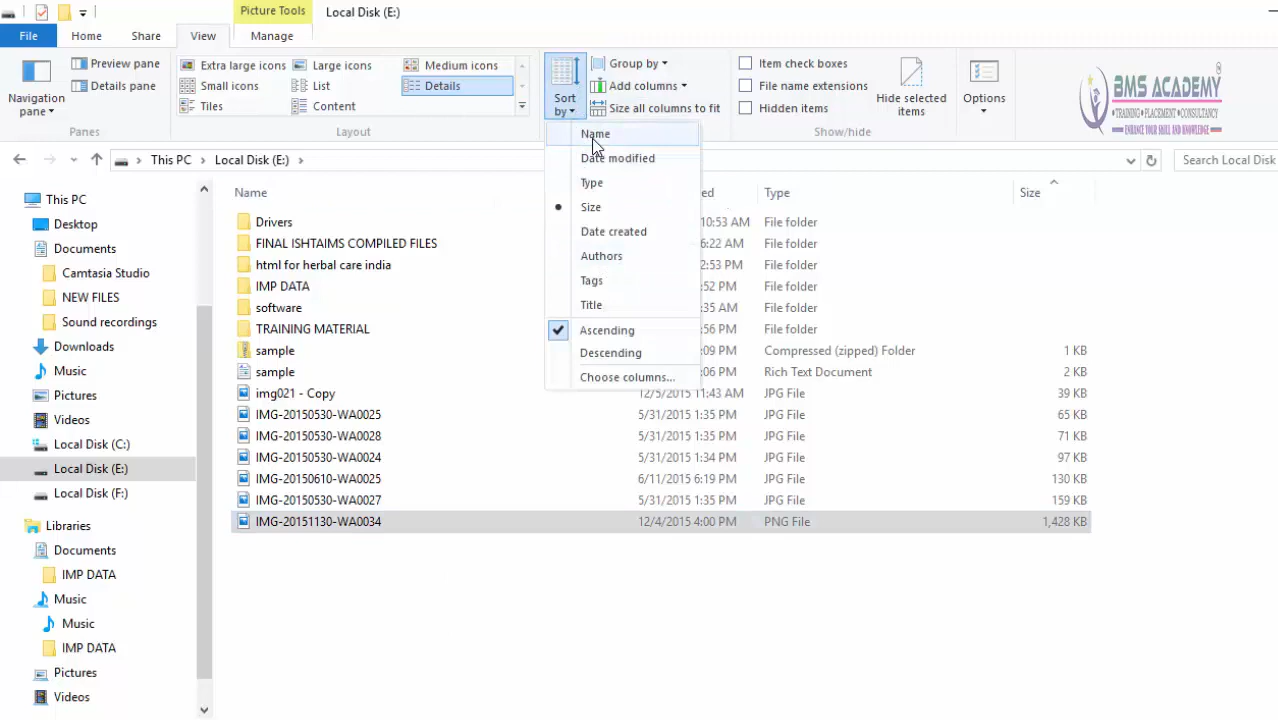 Picture Tools
Local Disk (E:)
File
Home
Share
View
Manage
Navigation pane
Preview pane
Details pane
Panes
Extra large icons
Large icons
Medium icons
Small icons
List
Details
Tiles
Content
Layout
Sort by
Group by
Add columns
Size all columns to fit
Item check boxes
File name extensions
Hidden items
Hide selected items
Show/hide
Options
BMS ACADEMY
TRAINING PLACEMENT CONSULTANCY
ENHANCE YOUR SKILL AND KNOWLEDGE
This PC
Local Disk (E:)
Search Local Disk
Name
Date modified
Type
Size
Date created
Authors
Tags
Title
Ascending
Descending
Choose columns...
This PC
Desktop
Documents
Camtasia Studio
NEW FILES
Sound recordings
Downloads
Music
Pictures
Videos
Local Disk (C:)
Local Disk (E:)
Local Disk (F:)
Libraries
Documents
IMP DATA
Music
Music
IMP DATA
Pictures
Videos
Name ed Type Size
Drivers 10:53 AM File folder
FINAL ISHTAIMS COMPILED FILES 6:22 AM File folder
html for herbal care india 2:53 PM File folder
IMP DATA :52 PM File folder
software :35 AM File folder
TRAINING MATERIAL :56 PM File folder
sample :09 PM Compressed (zipped) Folder 1 KB
sample :42 PM Rich Text Document 2 KB
img021 - Copy 12/5/2015 11:43 AM JPG File 39 KB
IMG-20150530-WA0025 5/31/2015 1:35 PM JPG File 65 KB
IMG-20150530-WA0028 5/31/2015 1:35 PM JPG File 71 KB
IMG-20150530-WA0024 5/31/2015 1:34 PM JPG File 97 KB
IMG-20150610-WA0025 6/11/2015 6:19 PM JPG File 130 KB
IMG-20150530-WA0027 5/31/2015 1:35 PM JPG File 159 KB
IMG-20151130-WA0034 12/4/2015 4:00 PM PNG File 1,428 KB